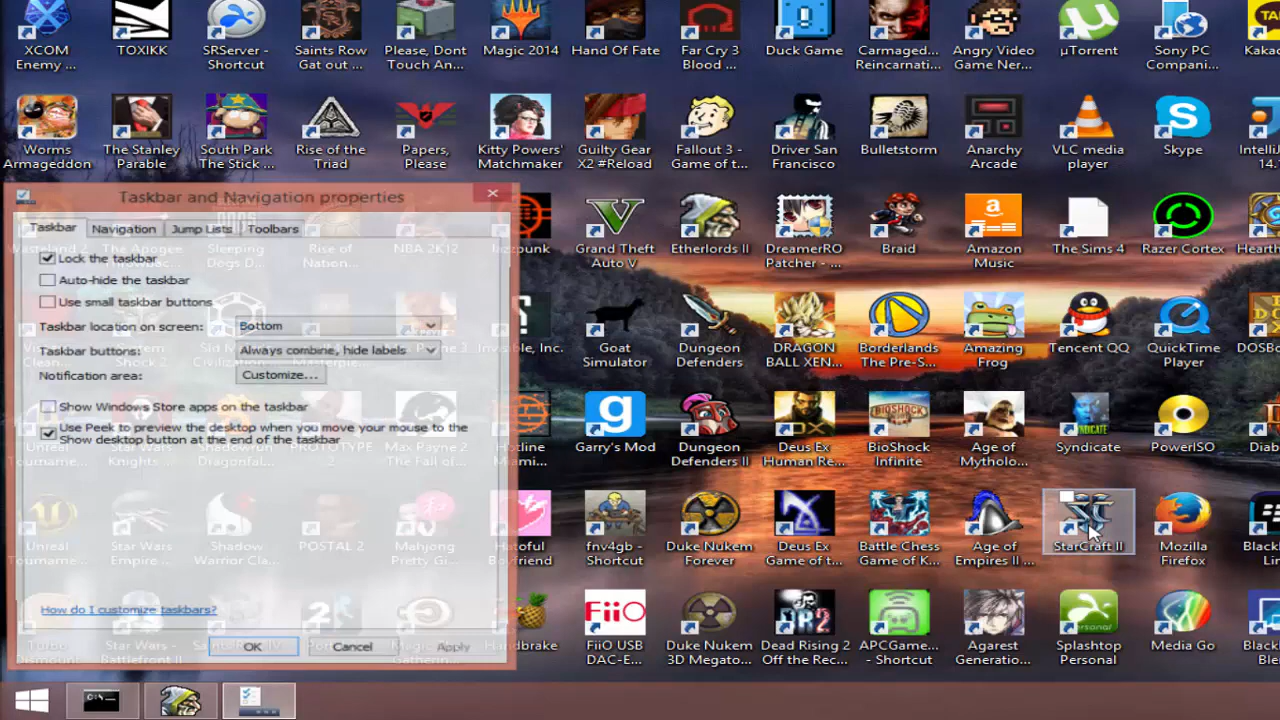 XCOM Enemy ...
TOXIKK
SRServer - Shortcut
Saints Row Gat out ...
Please, Dont Touch An...
Magic 2014
Hand Of Fate
Far Cry 3 Blood ...
Duck Game
Carmaged... Reincarnati...
Angry Video Game Ner...
µTorrent
Sony PC Compani...
Kaka
Worms Armageddon
The Stanley Parable
South Park The Stick ...
Rise of the Triad
Papers, Please
Kitty Powers' Matchmaker
Guilty Gear X2 #Reload
Fallout 3 - Game of t...
Driver San Francisco
Bulletstorm
Anarchy Arcade
VLC media player
Skype
IntelliJ 14.
Taskbar and Navigation properties
Taskbar
Navigation
Jump Lists
Toolbars
Lock the taskbar
Auto-hide the taskbar
Use small taskbar buttons
Taskbar location on screen:
Bottom
Taskbar buttons:
Always combine, hide labels
Notification area:
Customize...
Show Windows Store apps on the taskbar
Use Peek to preview the desktop when you move your mouse to the
Show desktop button at the end of the taskbar
How do I customize taskbars?
OK
Cancel
Apply
Wasteland 2
The Apogee Throwback...
Sleeping Dogs D...
Rise of Nation...
NBA 2K12
Grand Theft Auto V
Etherlords II
DreamerRO Patcher - ...
Braid
Amazon Music
The Sims 4
Razer Cortex
Hearth
Invisible, Inc.
Goat Simulator
Dungeon Defenders
DRAGON BALL XEN...
Borderlands The Pre-S...
Amazing Frog
Tencent QQ
QuickTime Player
DOSBo
Unreal Tourname...
Star Wars Knights ...
Shadowrun Dragonfal...
PROTOTYPE 2
Max Payne 2 The Fall of...
Hotline Miami...
Garry's Mod
Dungeon Defenders II
Deus Ex Human Re...
BIOSHOCK
BioShock Infinite
Age of Mytholo...
SYNDICATE
Syndicate
PowerISO
Diab
Unreal Tourname...
Star Wars Empire ...
Shadow Warrior Cla...
POSTAL 2
Mahjong Pretty Gi...
Hatoful Boyfriend
fnv4gb - Shortcut
Duke Nukem Forever
Deus Ex Game of t...
Battle Chess Game of K...
Age of Empires II ...
StarCraft II
Mozilla Firefox
Star Wars - Battlefront II
Handbrake
FiiO
FiiO USB DAC-E...
Duke Nukem 3D Megato...
DR2
Dead Rising 2 Off the Rec...
APCGame... - Shortcut
Agarest Generatio...
personal
Splashtop Personal
Media Go
C:\_